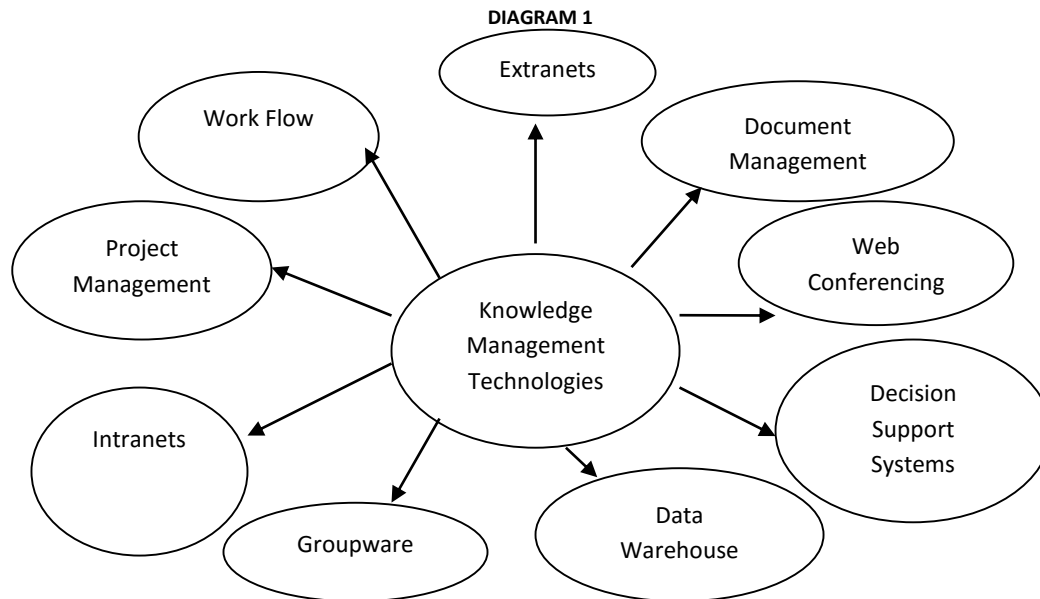 DIAGRAM 1
Extranets
Work Flow
Document
Management
Project
Management
Web
Conferencing
Knowledge
Management
Technologies
Decision
Support
Systems
Intranets
Groupware
Data
Warehouse